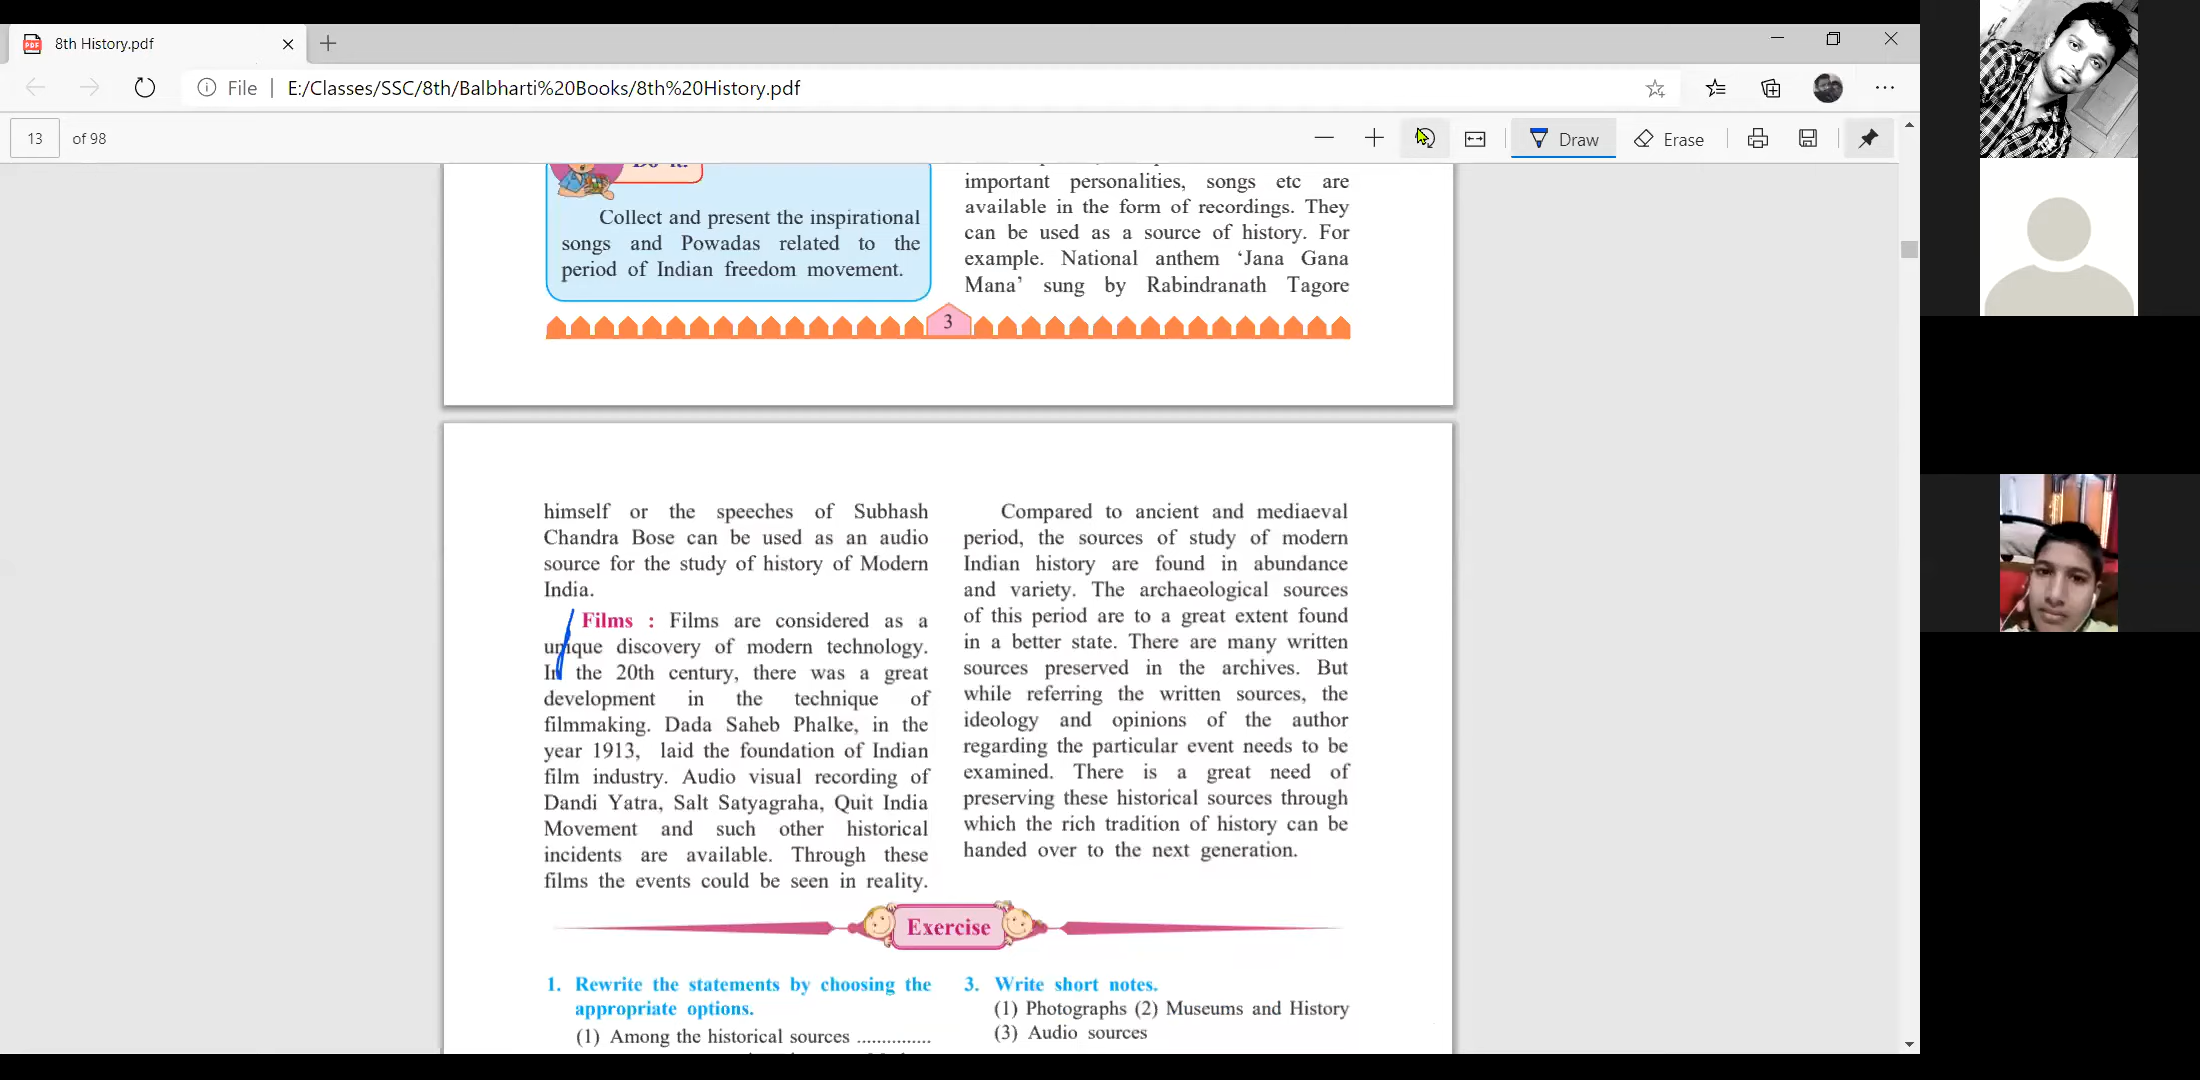 8th History.pdf
File | E:/Classes/SSC/8th/Balbharti%20Books/8th%20History.pdf
13 of 98
Draw
Erase
Do it!
Collect and present the inspirational
songs and Powadas related to the
period of Indian freedom movement.
important personalities, songs etc are
available in the form of recordings. They
can be used as a source of history. For
example. National anthem ‘Jana Gana
Mana’ sung by Rabindranath Tagore
3
himself or the speeches of Subhash
Chandra Bose can be used as an audio
source for the study of history of Modern
India.
Films : Films are considered as a
unique discovery of modern technology.
In the 20th century, there was a great
development in the technique of
filmmaking. Dada Saheb Phalke, in the
year 1913, laid the foundation of Indian
film industry. Audio visual recording of
Dandi Yatra, Salt Satyagraha, Quit India
Movement and such other historical
incidents are available. Through these
films the events could be seen in reality.
Compared to ancient and mediaeval
period, the sources of study of modern
Indian history are found in abundance
and variety. The archaeological sources
of this period are to a great extent found
in a better state. There are many written
sources preserved in the archives. But
while referring the written sources, the
ideology and opinions of the author
regarding the particular event needs to be
examined. There is a great need of
preserving these historical sources through
which the rich tradition of history can be
handed over to the next generation.
Exercise
1. Rewrite the statements by choosing the
appropriate options.
(1) Among the historical sources ...............
3. Write short notes.
(1) Photographs (2) Museums and History
(3) Audio sources